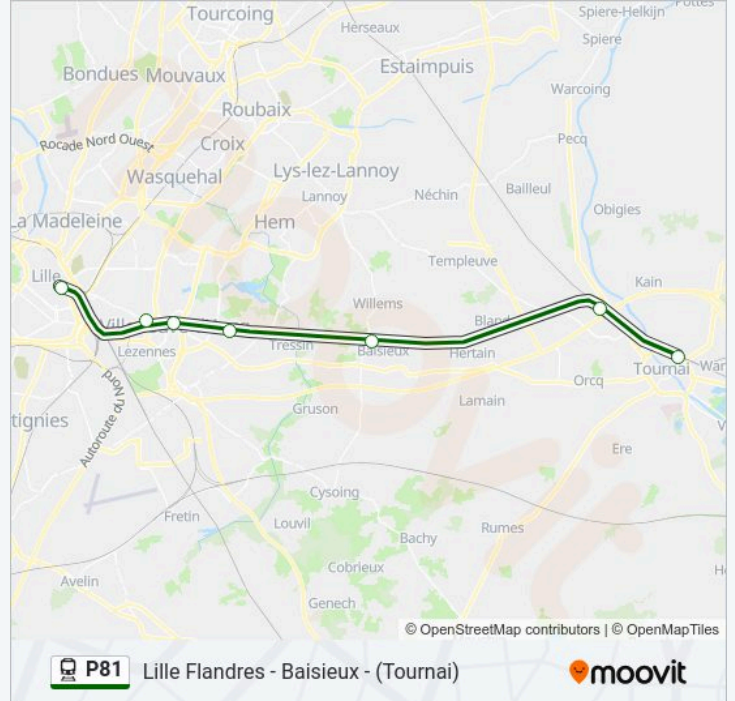 Tourcoing
Spiere-Helkijn
Herseaux
Spiere
Estaimpuis
Bondues Mouvaux
Warcoing
Roubaix
Pecq
Rocade Nord Ouest
Croix
Wasquehal
Lys-lez-Lannoy
Lannoy
Néchin
Bailleul
Obigies
La Madeleine
Hem
Templeuve
Lille
Kain
Willems
Lezennes
Tressin
Baisieux
Hertain
Tournai
Orcq
Autoroute du Nord
Gruson
Lamain
tignies
Ere
Cysoing
Fretin
Louvil
Bachy
Rumes
Cobrieux
Avelin
Genech
© OpenStreetMap contributors | © OpenMapTiles
P81 Lille Flandres - Baisieux - (Tournai)
moovit